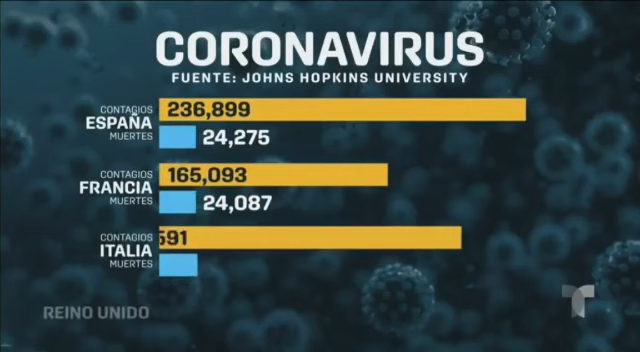 CORONAVIRUS
FUENTE: JOHNS HOPKINS UNIVERSITY
CONTAGIOS 236,899
ESPAÑA
MUERTES 24,275
CONTAGIOS 165,093
FRANCIA
MUERTES 24,087
CONTAGIOS 591
ITALIA
MUERTES
REINO UNIDO
T